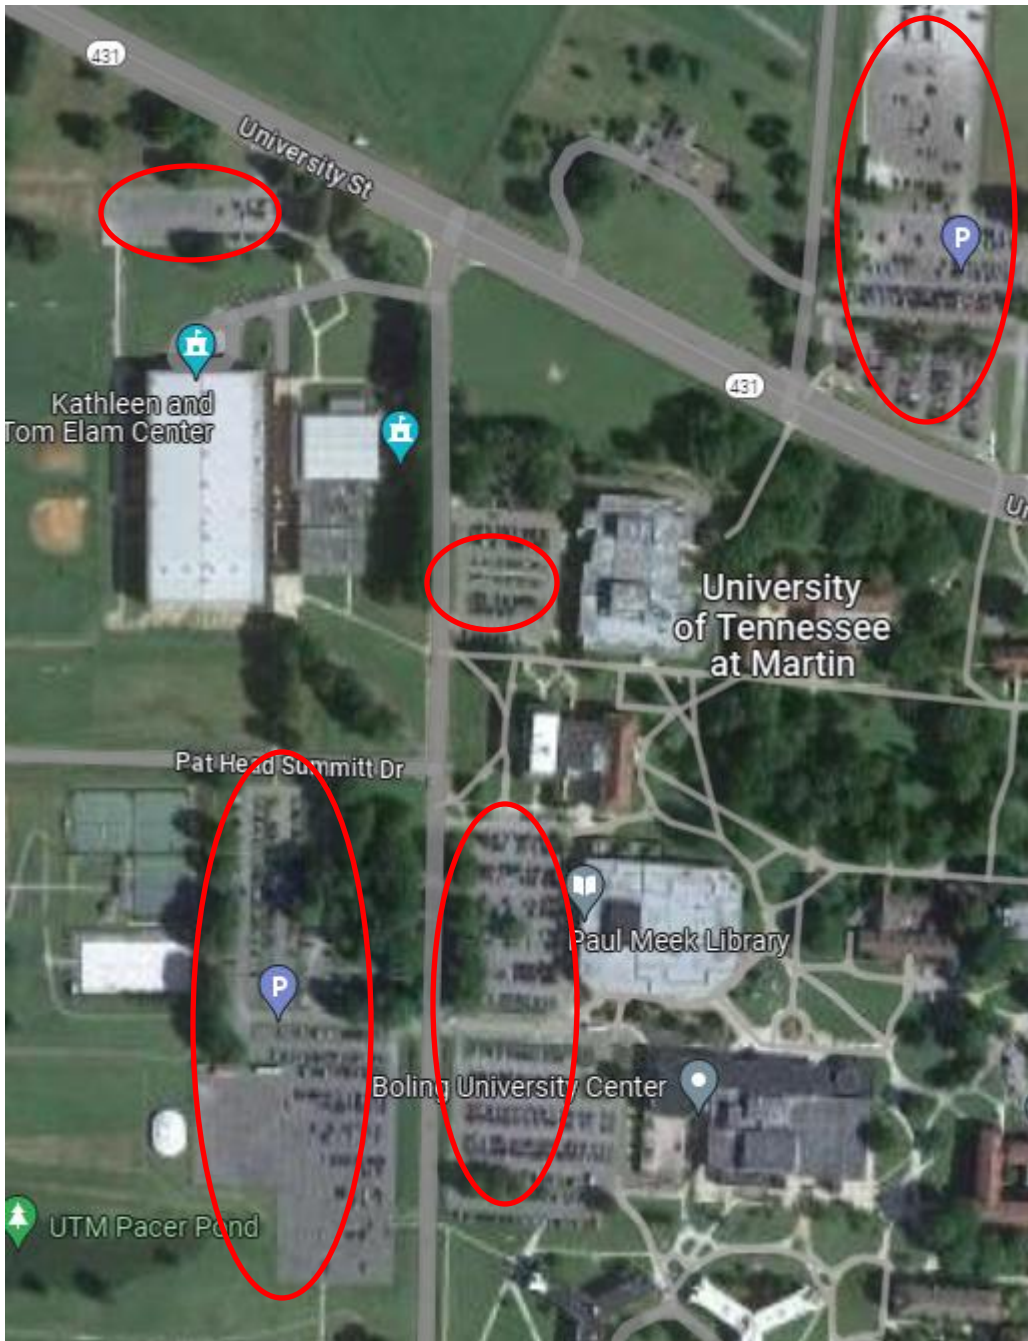 431
University St
P
431
Kathleen and
Tom Elam Center
University
of Tennessee
at Martin
Pat Head Summitt Dr
Paul Meek Library
P
Boling University Center
UTM Pacer Pond